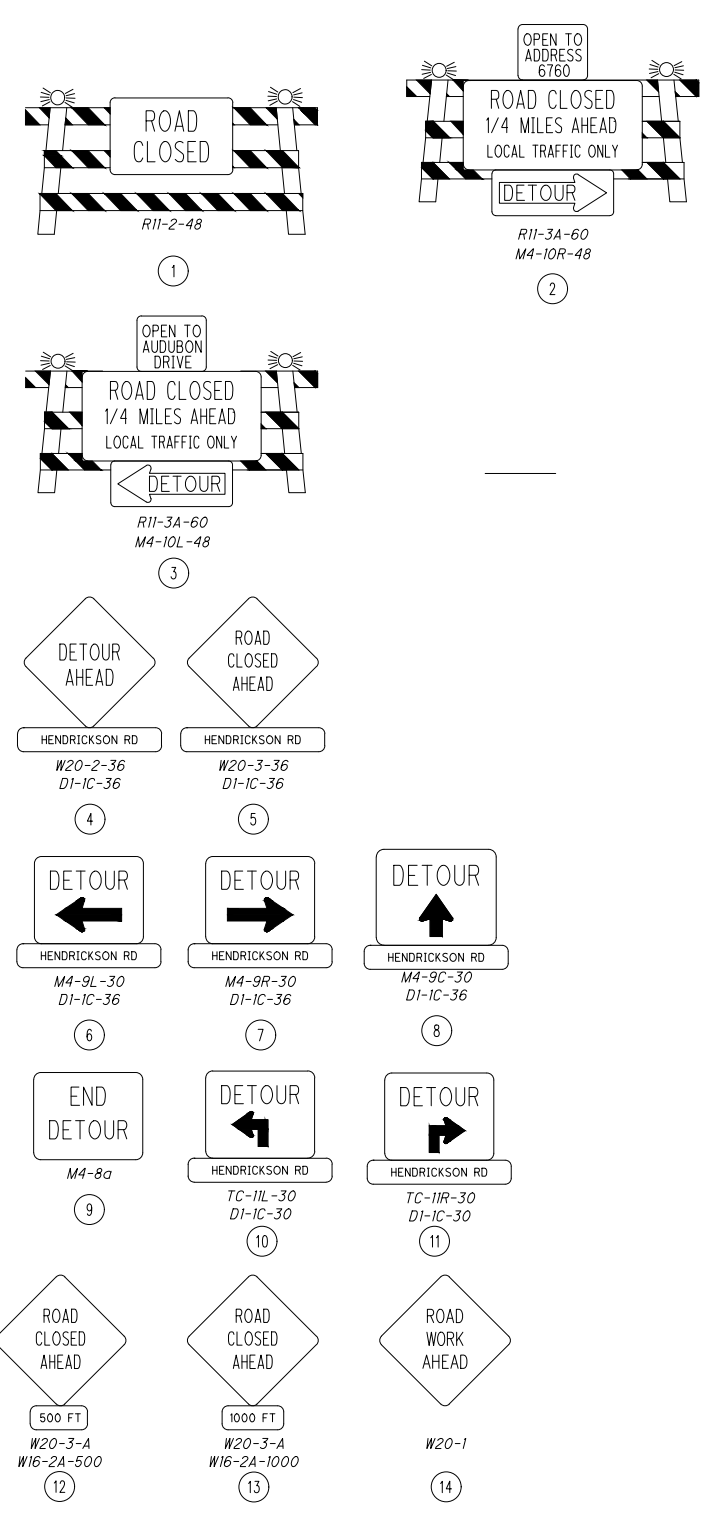 ROAD
CLOSED
R11-2-48
1
OPEN TO
ADDRESS
6760
ROAD CLOSED
1/4 MILES AHEAD
LOCAL TRAFFIC ONLY
DETOUR
R11-3A-60
M4-10R-48
2
OPEN TO
AUDUBON
DRIVE
ROAD CLOSED
1/4 MILES AHEAD
LOCAL TRAFFIC ONLY
DETOUR
R11-3A-60
M4-10L-48
3
DETOUR
AHEAD
HENDRICKSON RD
W20-2-36
D1-1C-36
4
ROAD
CLOSED
AHEAD
HENDRICKSON RD
W20-3-36
D1-1C-36
5
DETOUR
HENDRICKSON RD
M4-9L-30
D1-1C-36
6
DETOUR
HENDRICKSON RD
M4-9R-30
D1-1C-36
7
DETOUR
HENDRICKSON RD
M4-9C-30
D1-1C-36
8
END
DETOUR
M4-8a
9
DETOUR
HENDRICKSON RD
TC-11L-30
D1-1C-30
10
DETOUR
HENDRICKSON RD
TC-11R-30
D1-1C-30
11
ROAD
CLOSED
AHEAD
500 FT
W20-3-A
W16-2A-500
12
ROAD
CLOSED
AHEAD
1000 FT
W20-3-A
W16-2A-1000
13
ROAD
WORK
AHEAD
W20-1
14